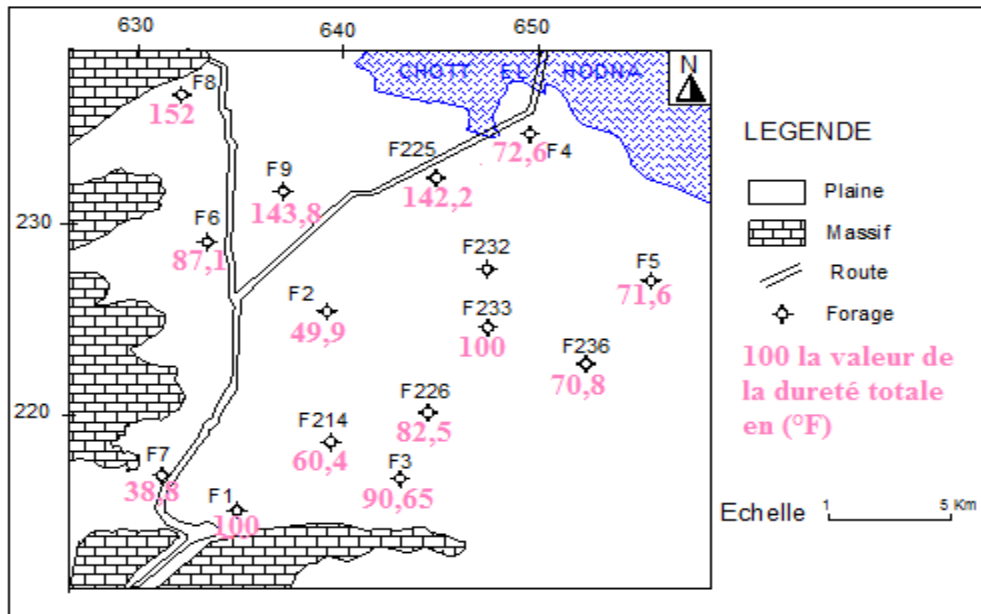 630 640 650
CHOTT EL HODNA
N
F8
152
F225
F4
72,6
142,2
F9
143,8
230
F6
87,1
F232
F5
71,6
F2
49,9
F233
100
F236
70,8
220
F226
82,5
F214
60,4
F7
38,8
F3
90,65
F1
100
LEGENDE
Plaine
Massif
Route
Forage
100 la valeur de
la dureté totale
en (°F)
Echelle 1 5 Km